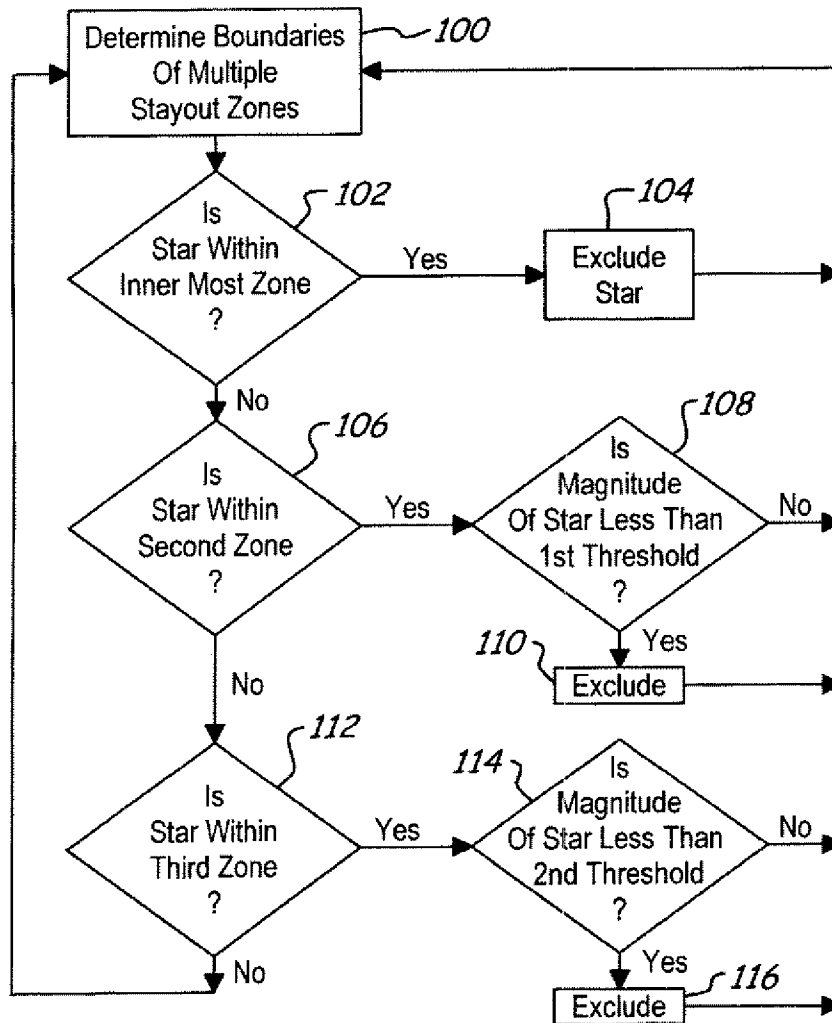 Determine Boundaries
Of Multiple
Stayout Zones
100
Is
Star Within
Inner Most Zone
?
102
Yes
Exclude
Star
104
No
Is
Star Within
Second Zone
?
106
Yes
Is
Magnitude
Of Star Less Than
1st Threshold
?
108
No
Yes
110
Exclude
No
Is
Star Within
Third Zone
?
112
Yes
Is
Magnitude
Of Star Less Than
2nd Threshold
?
114
No
No
Yes
Exclude
116